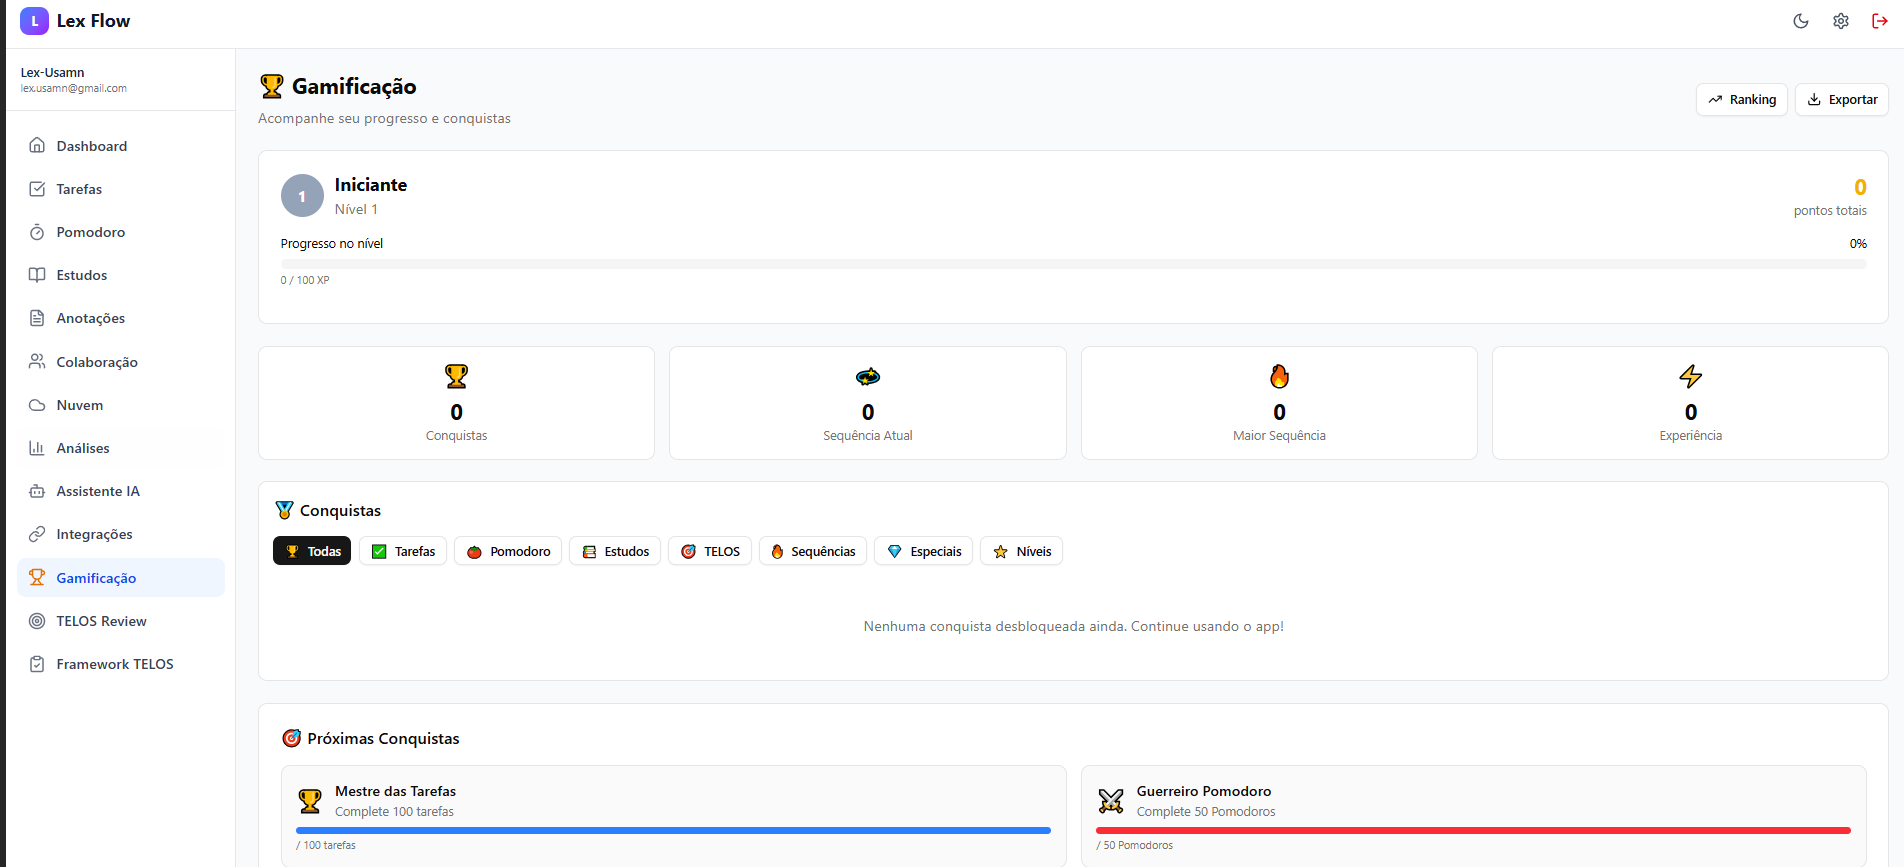 L Lex Flow
Lex-Usamn
lex.usamn@gmail.com
Dashboard
Tarefas
Pomodoro
Estudos
Anotações
Colaboração
Nuvem
Análises
Assistente IA
Integrações
Gamificação
TELOS Review
Framework TELOS
Gamificação
Acompanhe seu progresso e conquistas
Ranking
Exportar
1
Iniciante
Nível 1
0
pontos totais
Progresso no nível
0%
0 / 100 XP
0
Conquistas
0
Sequência Atual
0
Maior Sequência
0
Experiência
Conquistas
Todas
Tarefas
Pomodoro
Estudos
TELOS
Sequências
Especiais
Níveis
Nenhuma conquista desbloqueada ainda. Continue usando o app!
Próximas Conquistas
Mestre das Tarefas
Complete 100 tarefas
/ 100 tarefas
Guerreiro Pomodoro
Complete 50 Pomodoros
/ 50 Pomodoros